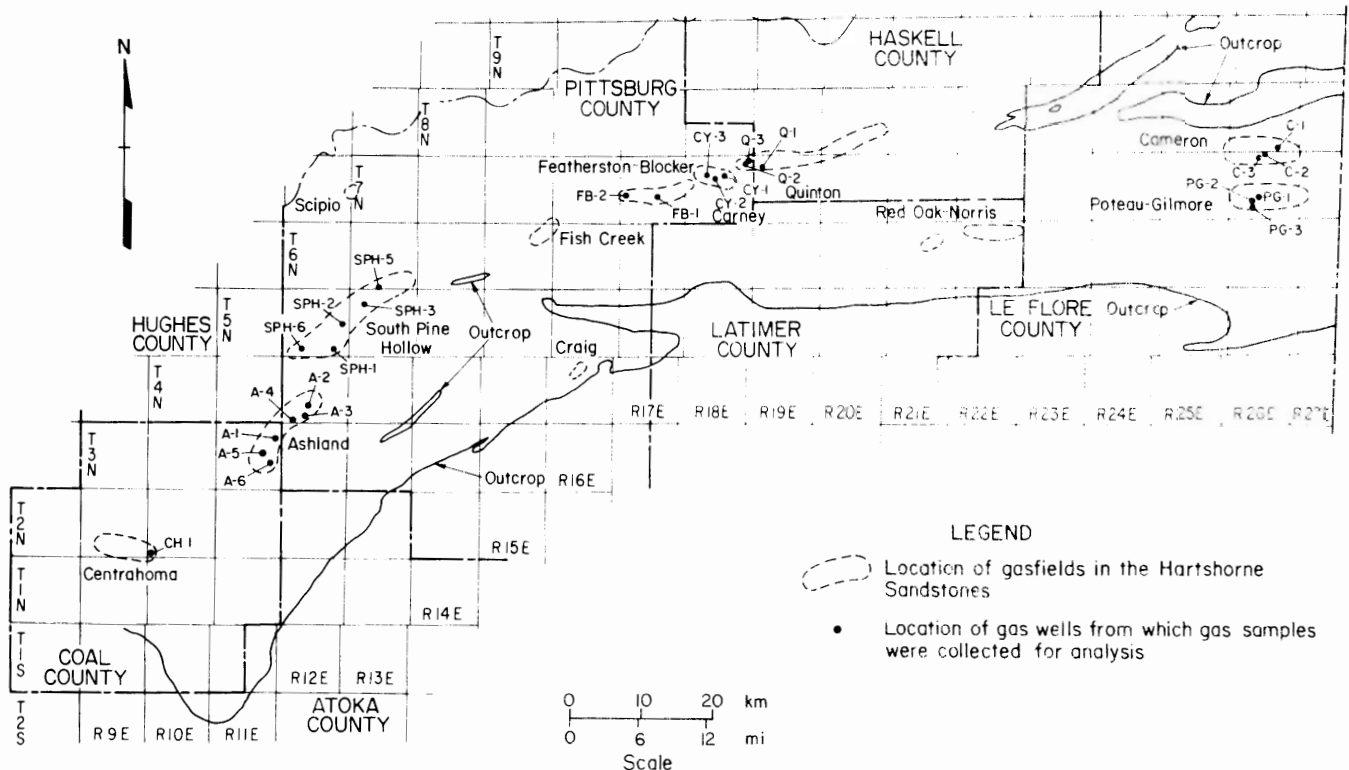 N
T9N
T8N
T7N
T6N
T5N
T4N
T3N
T2N
T1N
T1S
T2S
HASKELL
COUNTY
PITTSBURG
COUNTY
Outcrop
CY-3
Q-3
Q-1
Featherston-Blocker
Q-2
FB-2
FB-1
CY-1
CY-2
Quinton
Carney
Cameron
C-1
C-3
C-2
PG-2
PG-1
Poteau-Gilmore
PG-3
Scipio
Fish Creek
Red Oak-Norris
SPH-5
SPH-2
SPH-3
SPH-6
South Pine
Hollow
SPH-1
Outcrop
HUGHES
COUNTY
LATIMER
COUNTY
LE FLORE
COUNTY
Outcrop
Craig
A-2
A-4
A-3
A-1
Ashland
A-5
A-6
R17E
R18E
R19E
R20E
R21E
R22E
R23E
R24E
R25E
R26E
R27E
Outcrop
R16E
R15E
R14E
CH 1
Centrahoma
COAL
COUNTY
R12E
R13E
ATOKA
COUNTY
R9E
R10E
R11E
LEGEND
Location of gasfields in the Hartshorne
Sandstones
Location of gas wells from which gas samples
were collected for analysis
0 10 20 km
0 6 12 mi
Scale